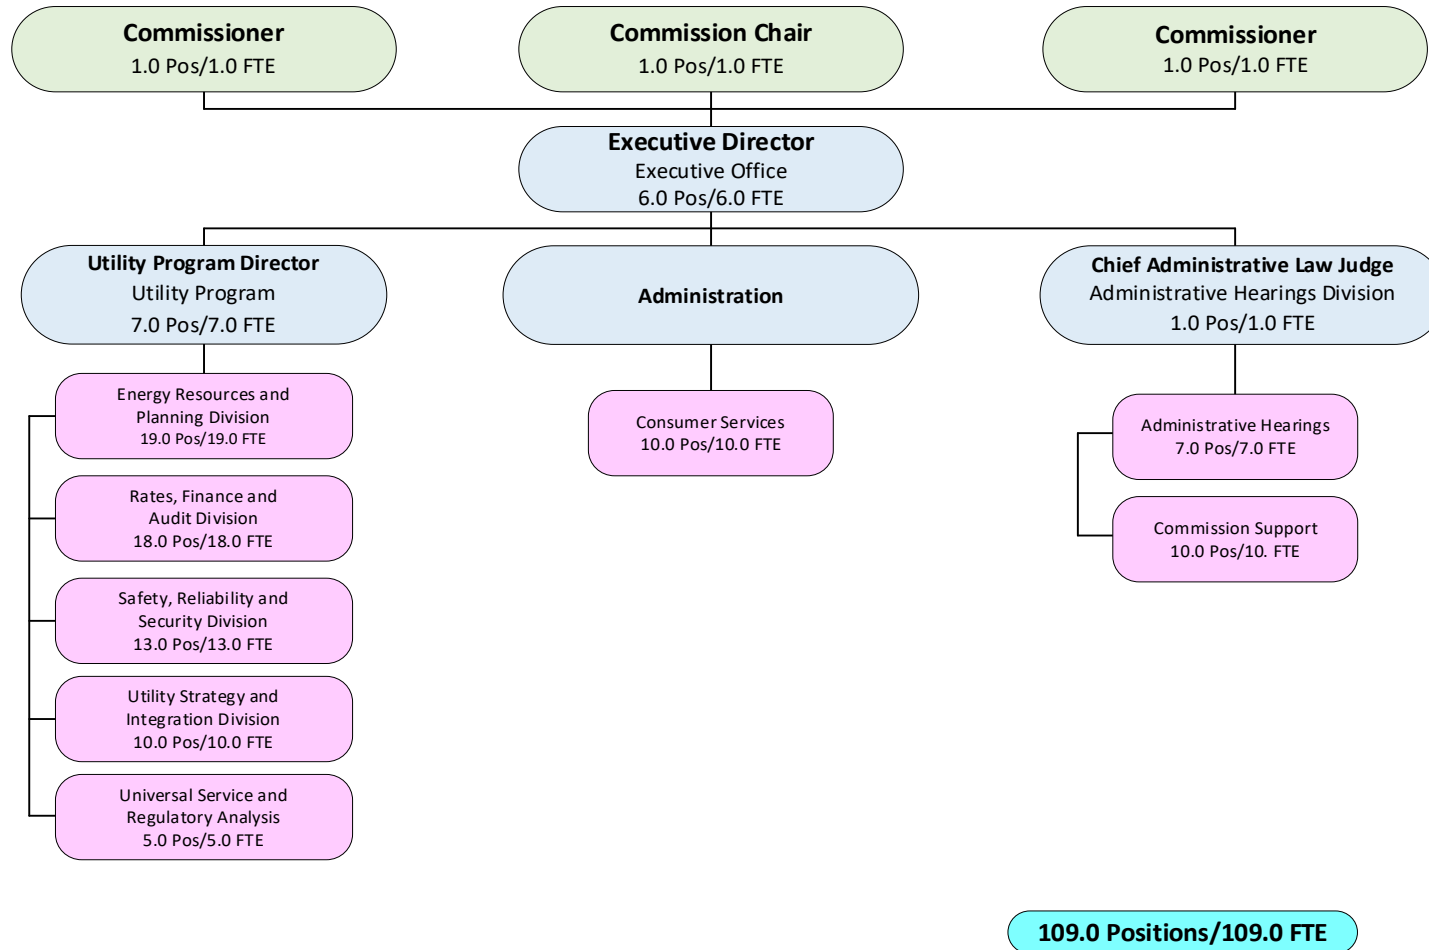 Commissioner
1.0 Pos/1.0 FTE
Commission Chair
1.0 Pos/1.0 FTE
Commissioner
1.0 Pos/1.0 FTE
Executive Director
Executive Office
6.0 Pos/6.0 FTE
Utility Program Director
Utility Program
7.0 Pos/7.0 FTE
Administration
Chief Administrative Law Judge
Administrative Hearings Division
1.0 Pos/1.0 FTE
Energy Resources and
Planning Division
19.0 Pos/19.0 FTE
Rates, Finance and
Audit Division
18.0 Pos/18.0 FTE
Safety, Reliability and
Security Division
13.0 Pos/13.0 FTE
Utility Strategy and
Integration Division
10.0 Pos/10.0 FTE
Universal Service and
Regulatory Analysis
5.0 Pos/5.0 FTE
Consumer Services
10.0 Pos/10.0 FTE
Administrative Hearings
7.0 Pos/7.0 FTE
Commission Support
10.0 Pos/10. FTE
109.0 Positions/109.0 FTE